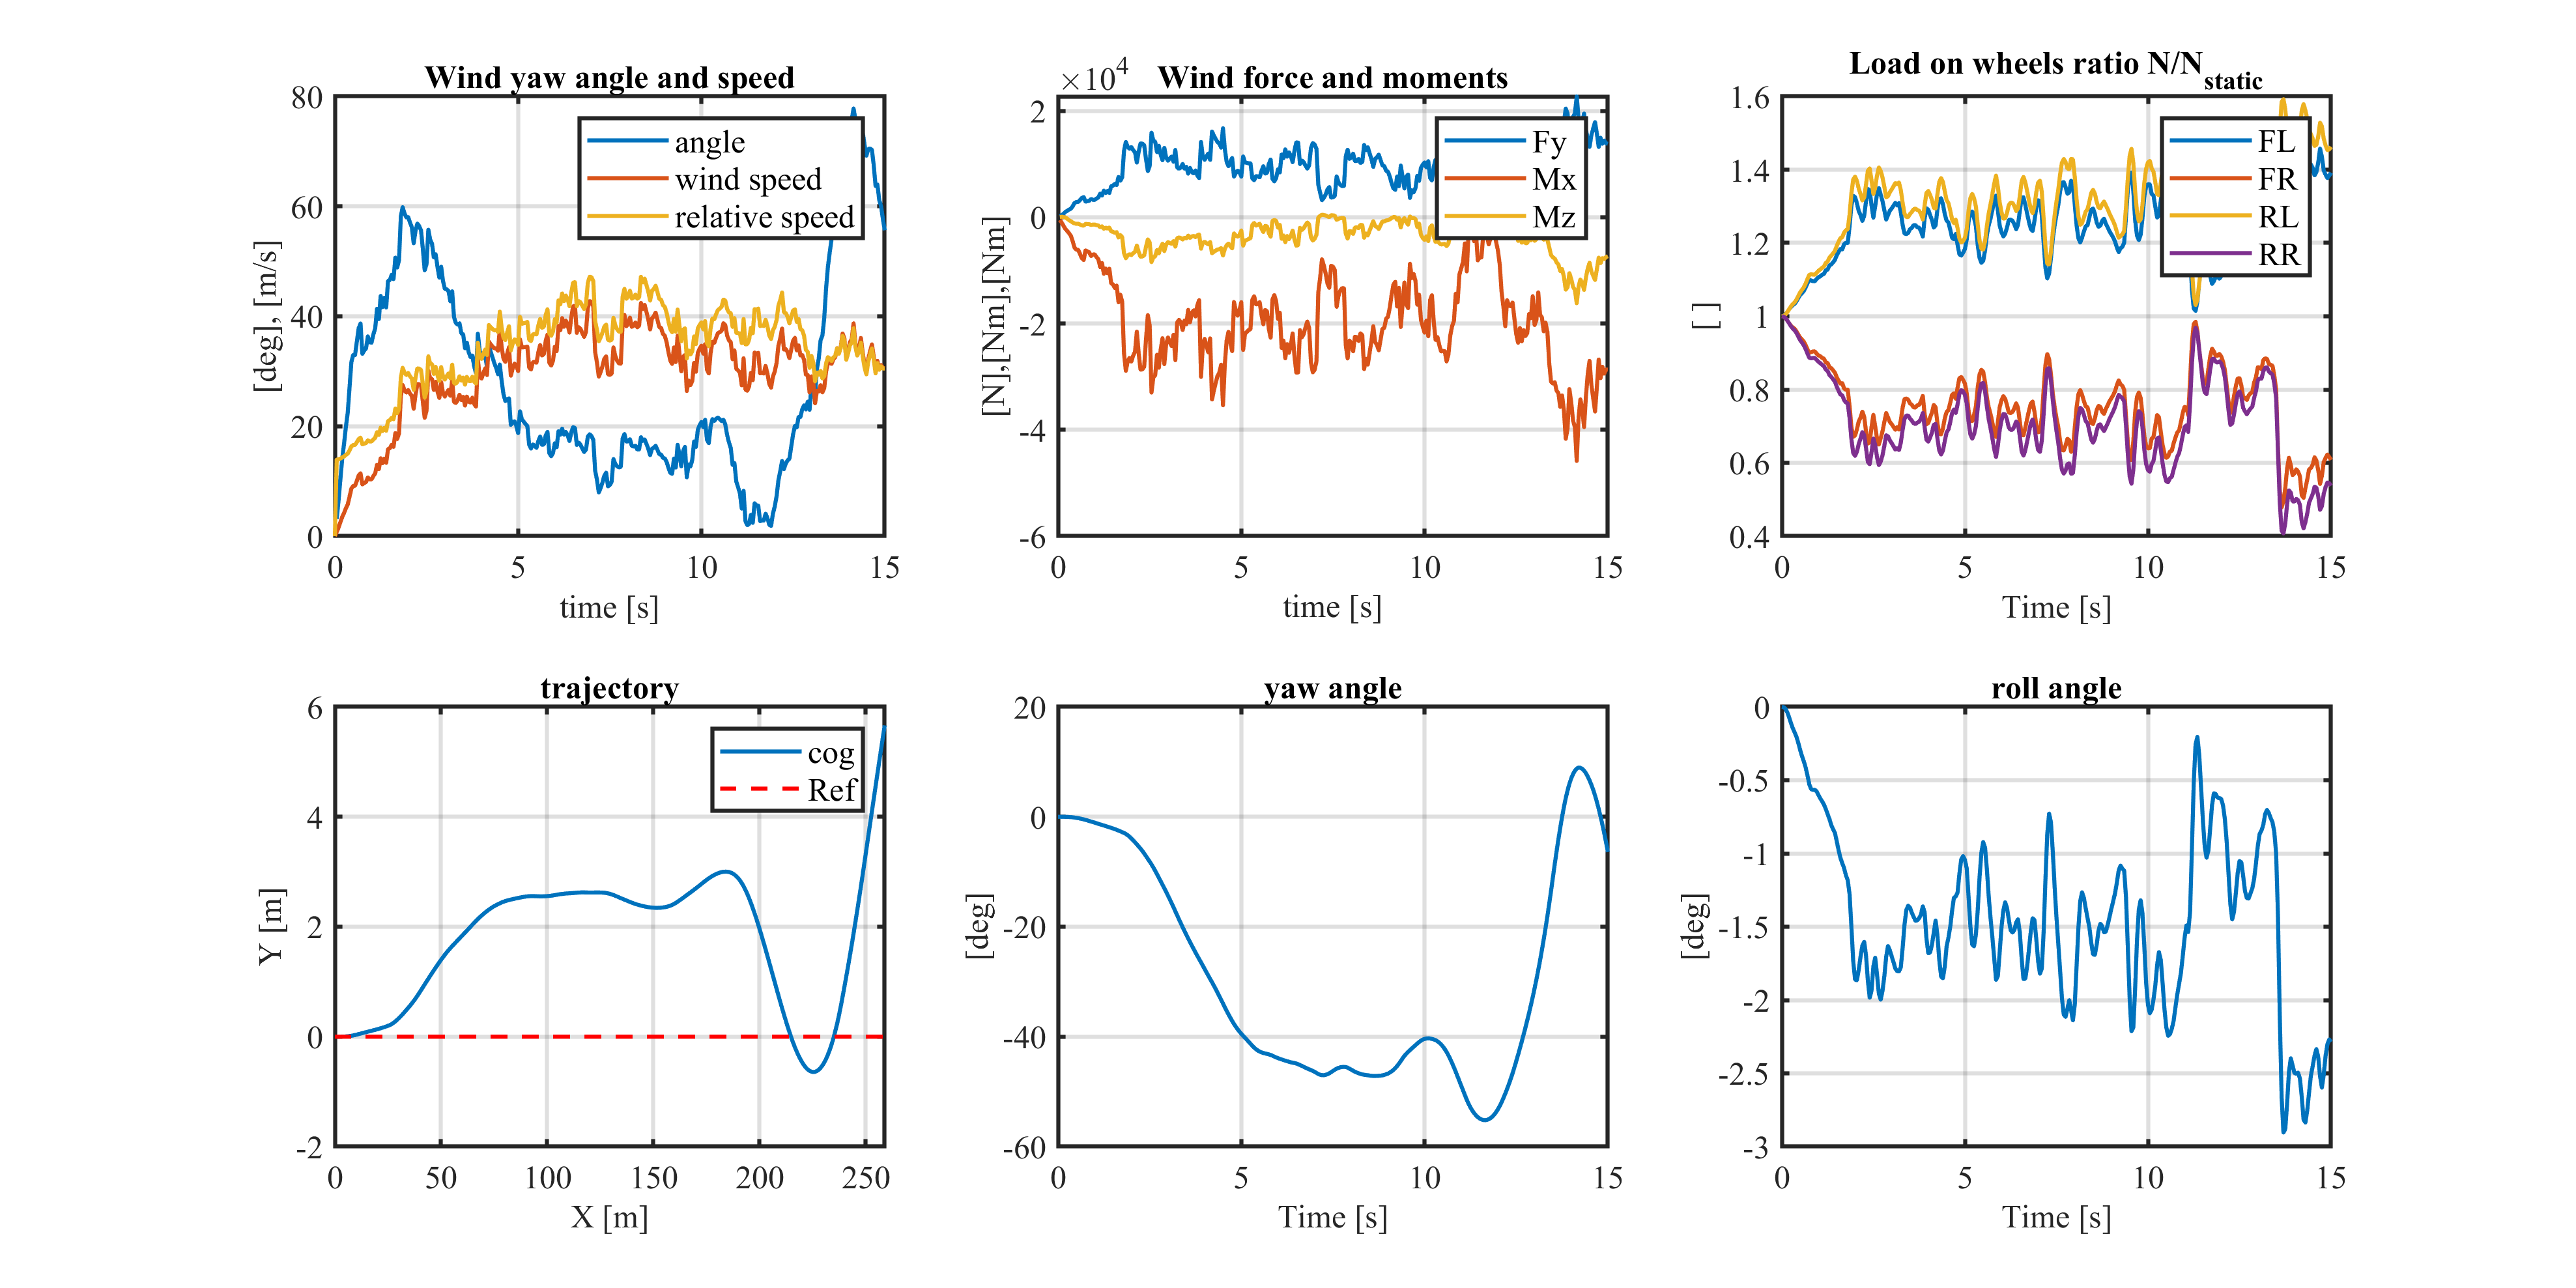 Wind yaw angle and speed
80
60
40
20
0
[deg], [m/s]
angle
wind speed
relative speed
0 5 10 15
time [s]
×10^4
Wind force and moments
2
0
-2
-4
-6
[N],[Nm],[Nm]
Fy
Mx
Mz
0 5 10 15
time [s]
Load on wheels ratio N/N_static
1.6
1.4
1.2
1
0.8
0.6
0.4
[ ]
FL
FR
RL
RR
0 5 10 15
Time [s]
trajectory
6
4
2
0
-2
Y [m]
cog
Ref
0 50 100 150 200 250
X [m]
yaw angle
20
0
-20
-40
-60
[deg]
0 5 10 15
Time [s]
roll angle
0
-0.5
-1
-1.5
-2
-2.5
-3
[deg]
0 5 10 15
Time [s]